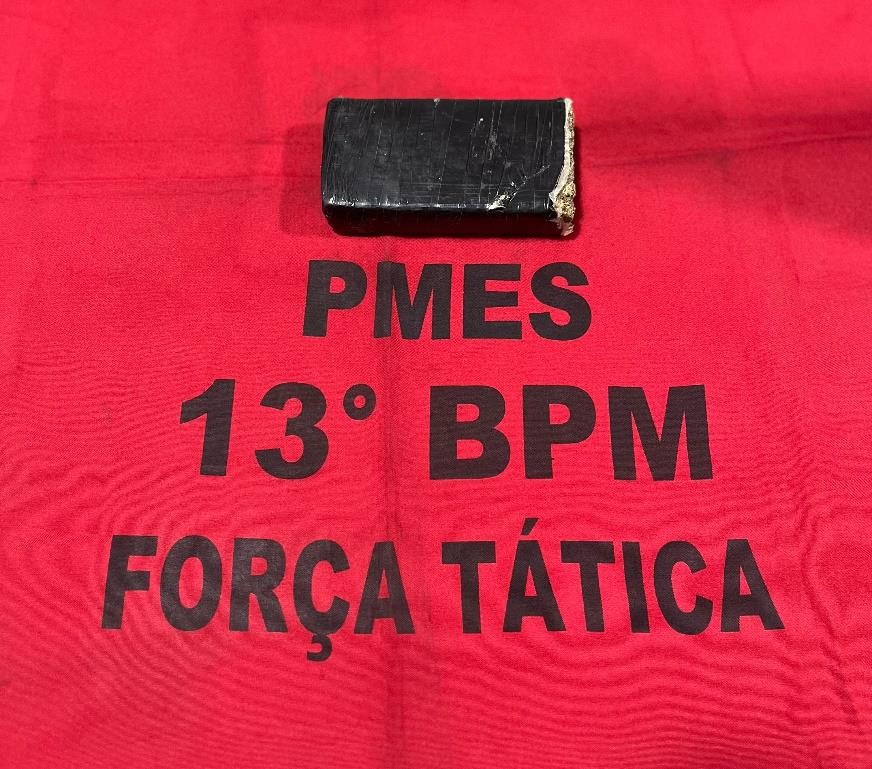 PMES
13° BPM
FORÇA TÁTICA